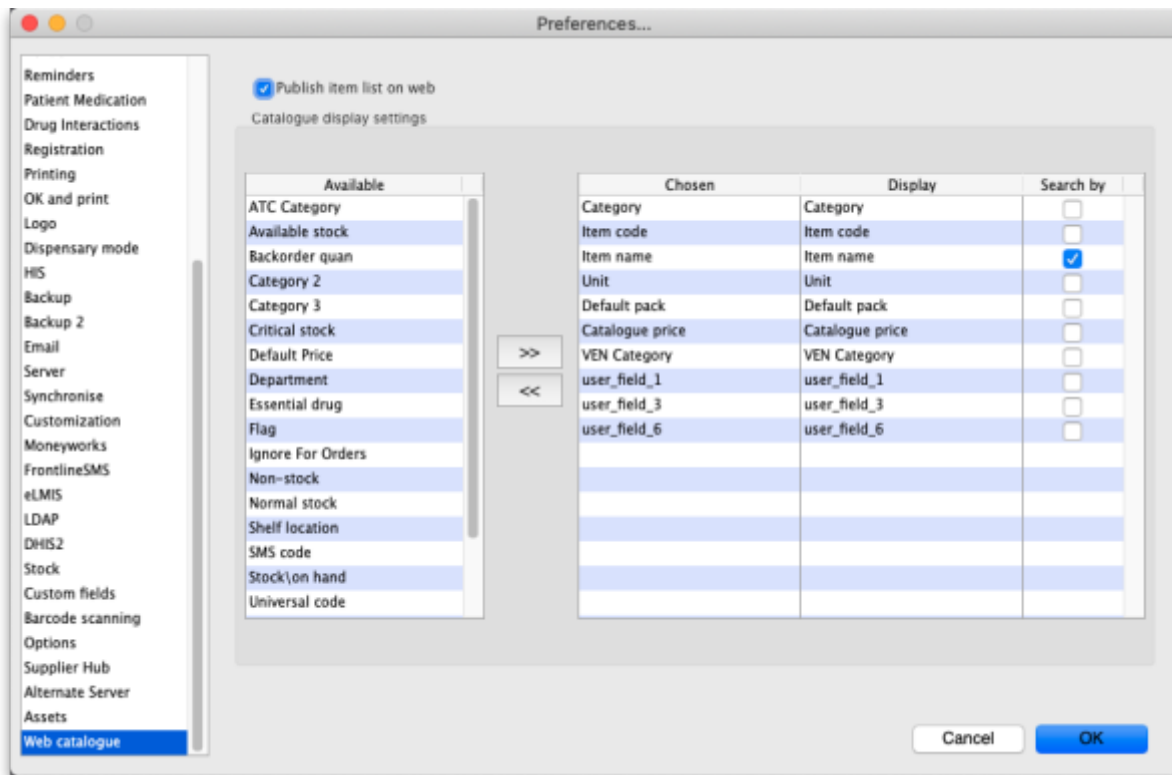 Preferences...
Reminders
Patient Medication
Drug Interactions
Registration
Printing
OK and print
Logo
Dispensary mode
HIS
Backup
Backup 2
Email
Server
Synchronise
Customization
Moneyworks
FrontlineSMS
eLMIS
LDAP
DHIS2
Stock
Custom fields
Barcode scanning
Options
Supplier Hub
Alternate Server
Assets
Web catalogue
Publish item list on web
Catalogue display settings
Available
ATC Category
Available stock
Backorder quan
Category 2
Category 3
Critical stock
Default Price
Department
Essential drug
Flag
Ignore For Orders
Non-stock
Normal stock
Shelf location
SMS code
Stock\on hand
Universal code
>>
<<
Chosen Display Search by
Category Category
Item code Item code
Item name Item name
Unit Unit
Default pack Default pack
Catalogue price Catalogue price
VEN Category VEN Category
user_field_1 user_field_1
user_field_3 user_field_3
user_field_6 user_field_6
Cancel OK